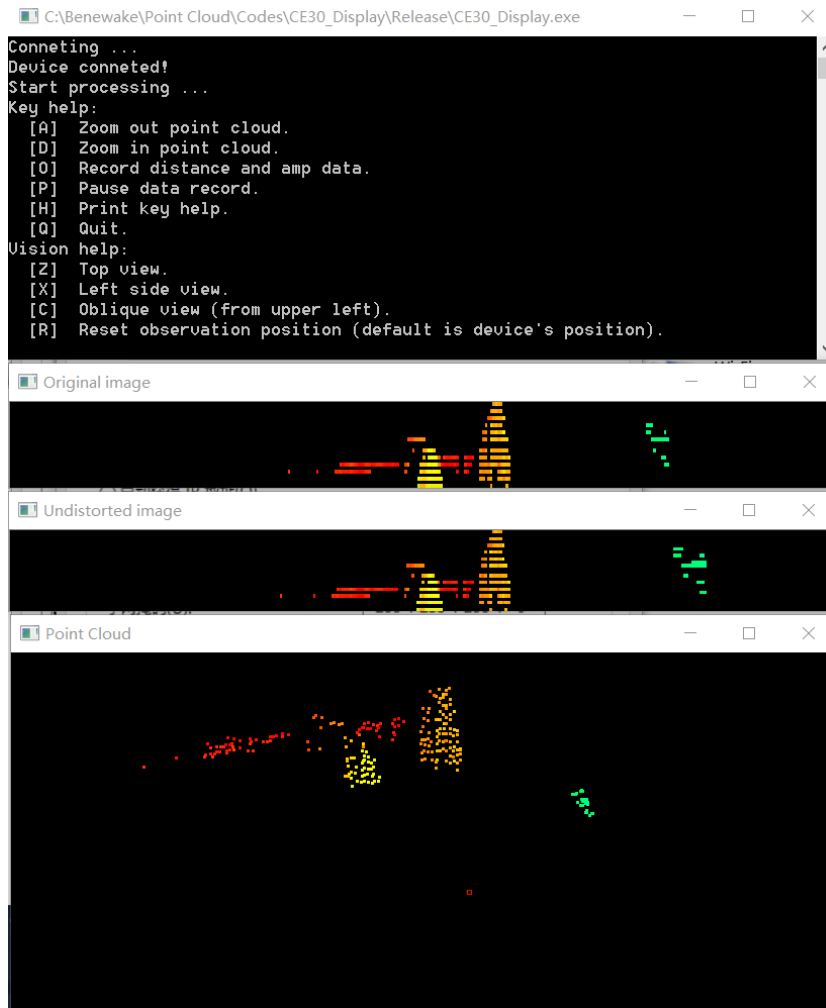 C:\Benewake\Point Cloud\Codes\CE30_Display\Release\CE30_Display.exe
Conneting ...
Device conneted!
Start processing ...
Key help:
[A] Zoom out point cloud.
[D] Zoom in point cloud.
[O] Record distance and amp data.
[P] Pause data record.
[H] Print key help.
[Q] Quit.
Vision help:
[Z] Top view.
[X] Left side view.
[C] Oblique view (from upper left).
[R] Reset observation position (default is device's position).
Original image
Undistorted image
Point Cloud